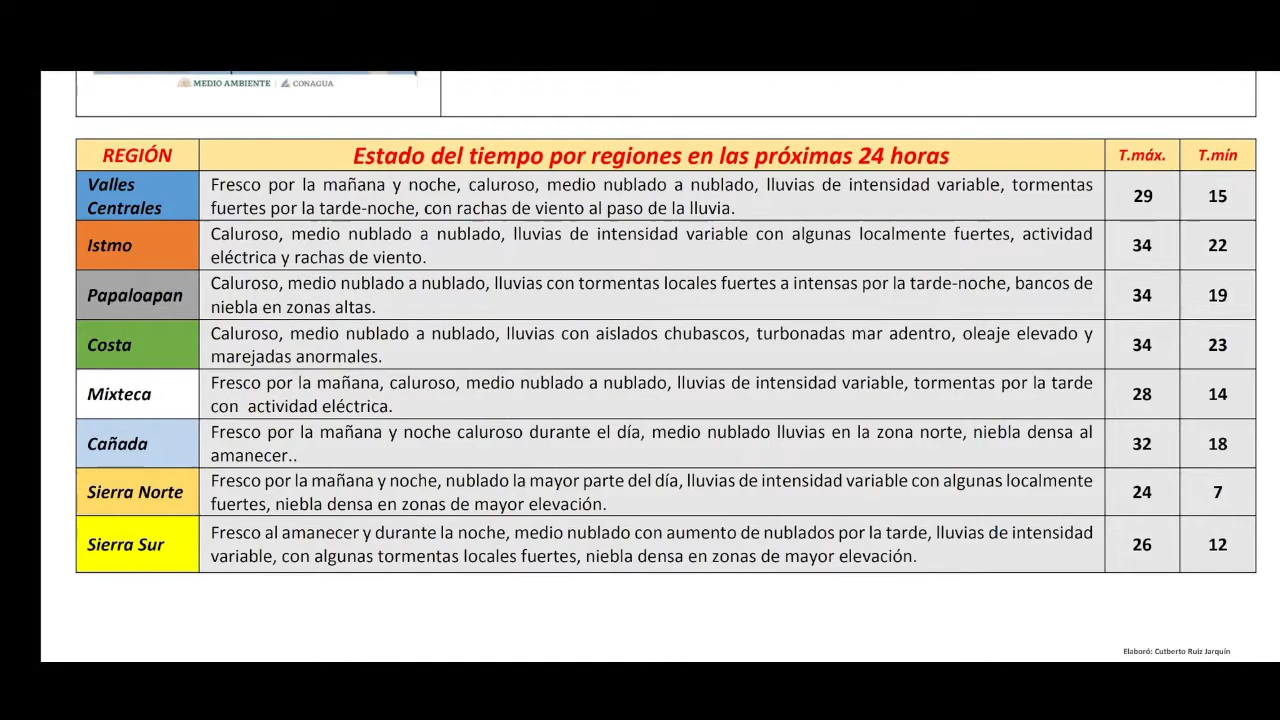 MEDIO AMBIENTE | CONAGUA
REGIÓN Estado del tiempo por regiones en las próximas 24 horas T.máx. T.mín
Valles Centrales
Fresco por la mañana y noche, caluroso, medio nublado a nublado, lluvias de intensidad variable, tormentas
fuertes por la tarde-noche, con rachas de viento al paso de la lluvia.
29 15
Istmo
Caluroso, medio nublado a nublado, lluvias de intensidad variable con algunas localmente fuertes, actividad
eléctrica y rachas de viento.
34 22
Papaloapan
Caluroso, medio nublado a nublado, lluvias con tormentas locales fuertes a intensas por la tarde-noche, bancos de
niebla en zonas altas.
34 19
Costa
Caluroso, medio nublado a nublado, lluvias con aislados chubascos, turbonadas mar adentro, oleaje elevado y
marejadas anormales.
34 23
Mixteca
Fresco por la mañana, caluroso, medio nublado a nublado, lluvias de intensidad variable, tormentas por la tarde
con actividad eléctrica.
28 14
Cañada
Fresco por la mañana y noche caluroso durante el día, medio nublado lluvias en la zona norte, niebla densa al
amanecer..
32 18
Sierra Norte
Fresco por la mañana y noche, nublado la mayor parte del día, lluvias de intensidad variable con algunas localmente
fuertes, niebla densa en zonas de mayor elevación.
24 7
Sierra Sur
Fresco al amanecer y durante la noche, medio nublado con aumento de nublados por la tarde, lluvias de intensidad
variable, con algunas tormentas locales fuertes, niebla densa en zonas de mayor elevación.
26 12
Elaboró: Cutberto Ruiz Jarquín